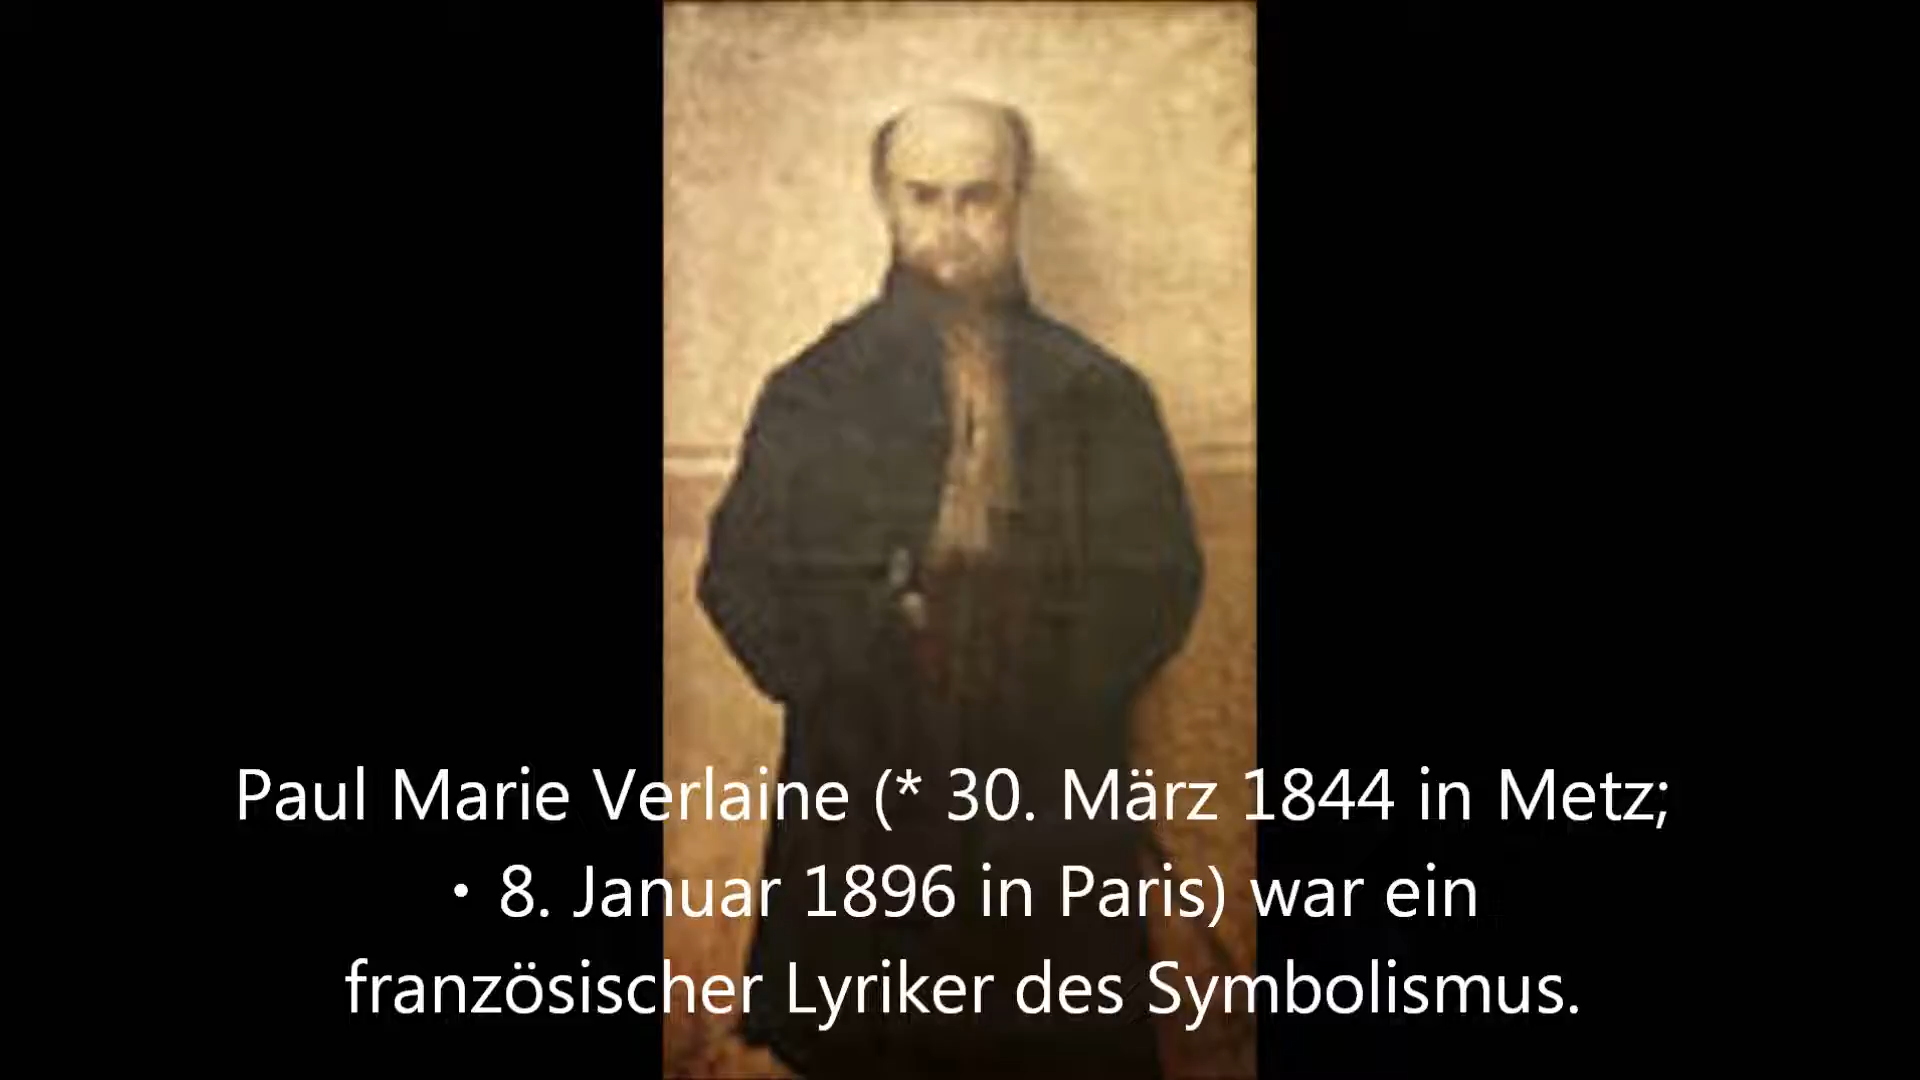 Paul Marie Verlaine (* 30. März 1844 in Metz;
・8. Januar 1896 in Paris) war ein
französischer Lyriker des Symbolismus.